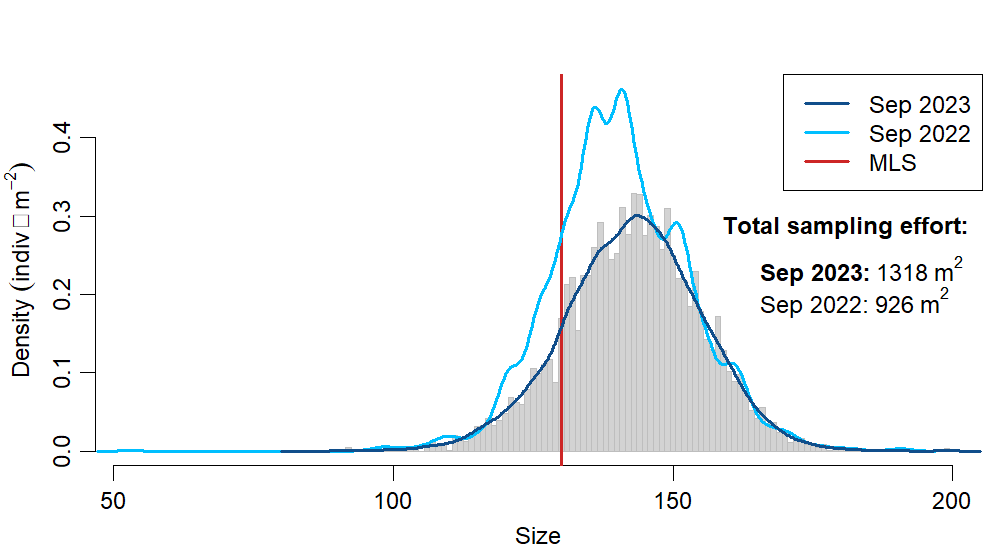 Sep 2023
Sep 2022
MLS
Total sampling effort:
Sep 2023: 1318 m²
Sep 2022: 926 m²
Density (indiv□m⁻²)
0.4
0.3
0.2
0.1
0.0
50 100 150 200
Size